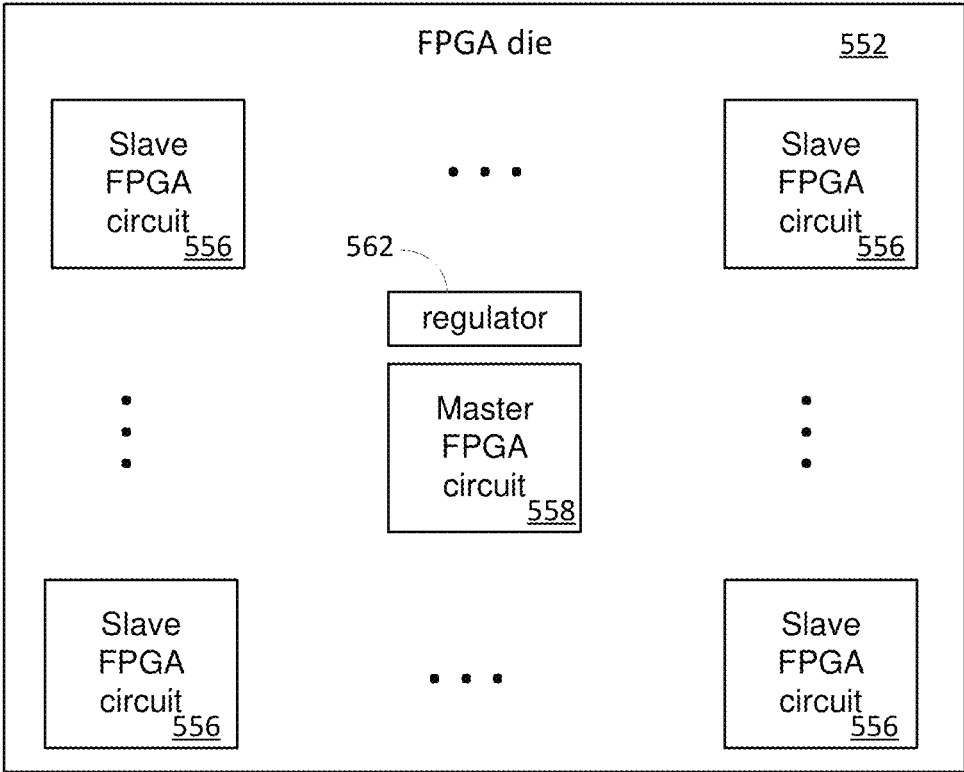 FPGA die 552
Slave
FPGA
circuit
556
Slave
FPGA
circuit
556
562
regulator
Master
FPGA
circuit
558
Slave
FPGA
circuit
556
Slave
FPGA
circuit
556